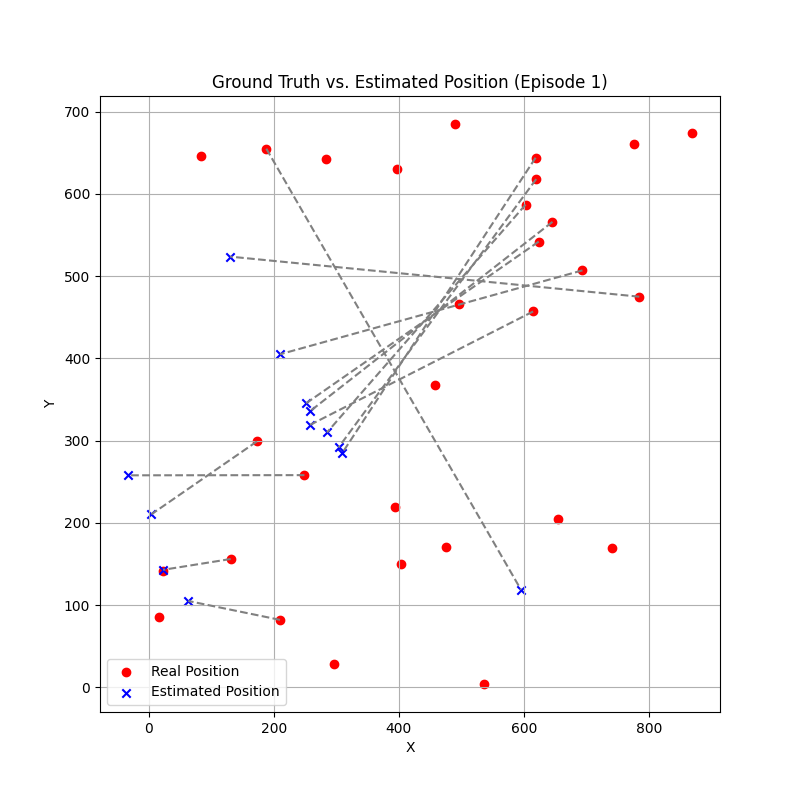 Ground Truth vs. Estimated Position (Episode 1)
700
600
500
400
300
200
100
0
Y
Real Position
Estimated Position
0 200 400 600 800
X